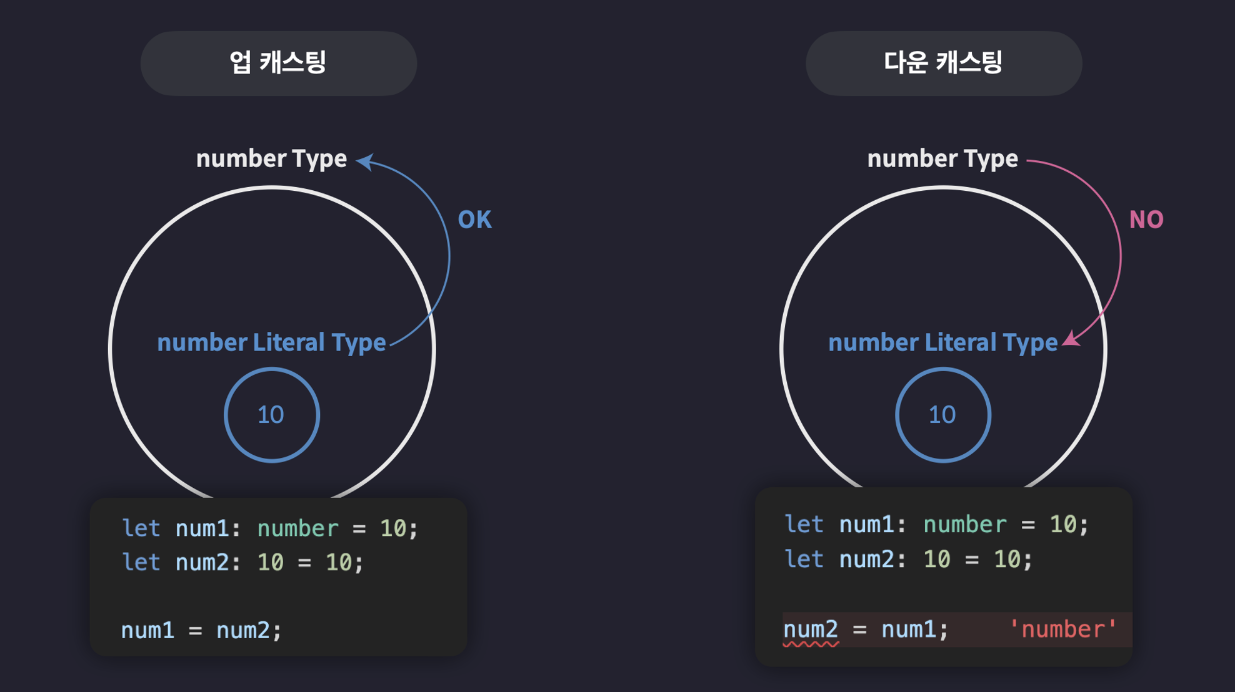 업 캐스팅
number Type
OK
number Literal Type
10
let num1: number = 10;
let num2: 10 = 10;
num1 = num2;
다운 캐스팅
number Type
NO
number Literal Type
10
let num1: number = 10;
let num2: 10 = 10;
num2 = num1; 'number'